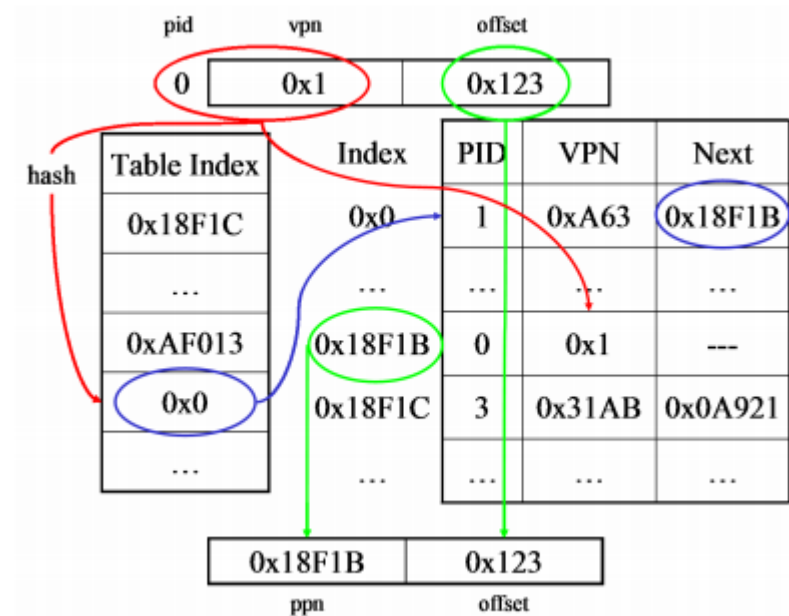 pid vpn offset
0 0x1 0x123
hash
Table Index
0x18F1C
...
0xAF013
0x0
...
Index
0x0
...
0x18F1B
0x18F1C
...
PID VPN Next
1 0xA63 0x18F1B
... ... ...
0 0x1 ---
3 0x31AB 0x0A921
... ... ...
0x18F1B 0x123
ppn offset